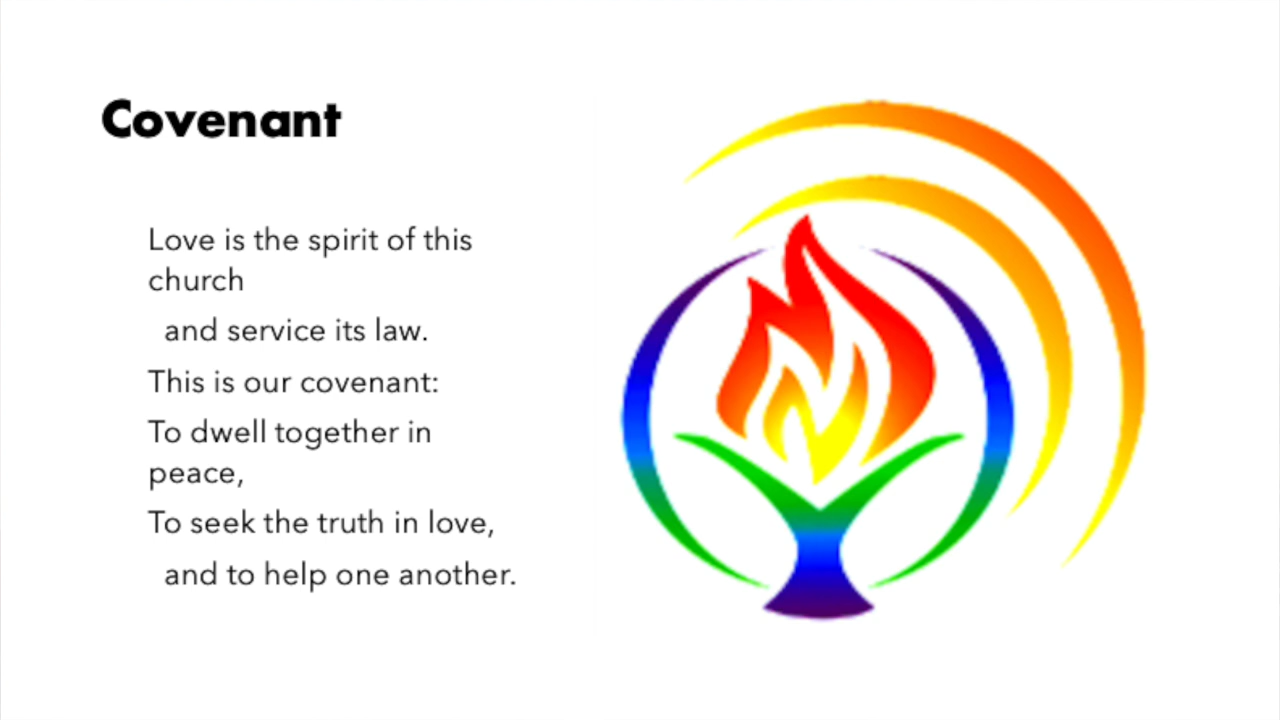 Covenant
Love is the spirit of this
church
and service its law.
This is our covenant:
To dwell together in
peace,
To seek the truth in love,
and to help one another.